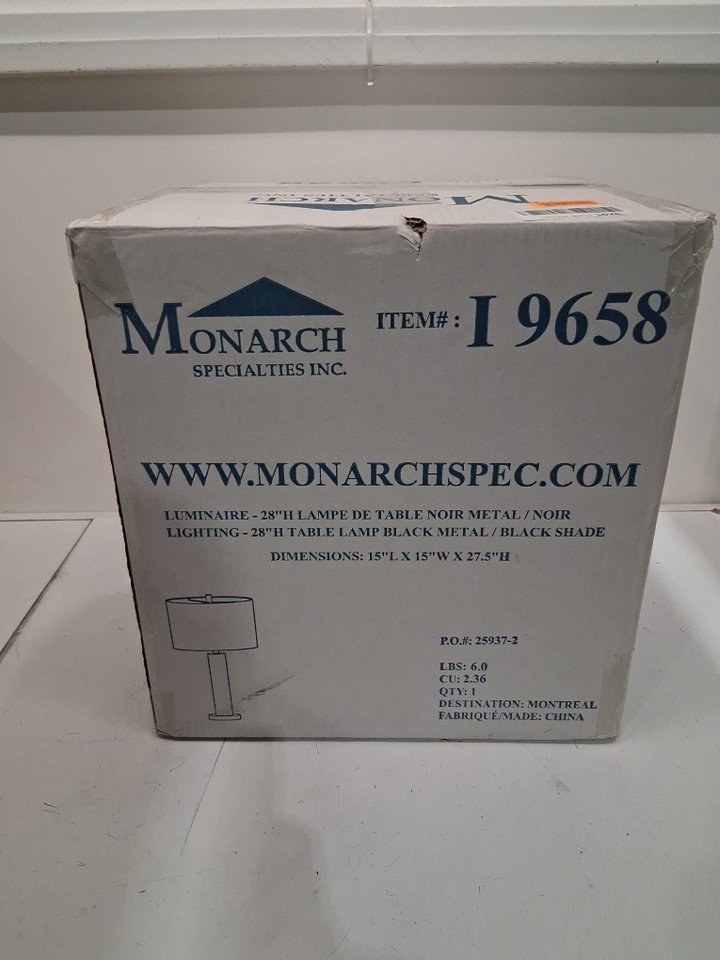 MONARCH
MONARCH
SPECIALTIES INC.
ITEM# : I 9658
WWW.MONARCHSPEC.COM
LUMINAIRE - 28"H LAMPE DE TABLE NOIR METAL / NOIR
LIGHTING - 28"H TABLE LAMP BLACK METAL / BLACK SHADE
DIMENSIONS: 15"L X 15"W X 27.5"H
P.O.#: 25937-2
LBS: 6.0
CU: 2.36
QTY: 1
DESTINATION: MONTREAL
FABRIQUÉ/MADE: CHINA